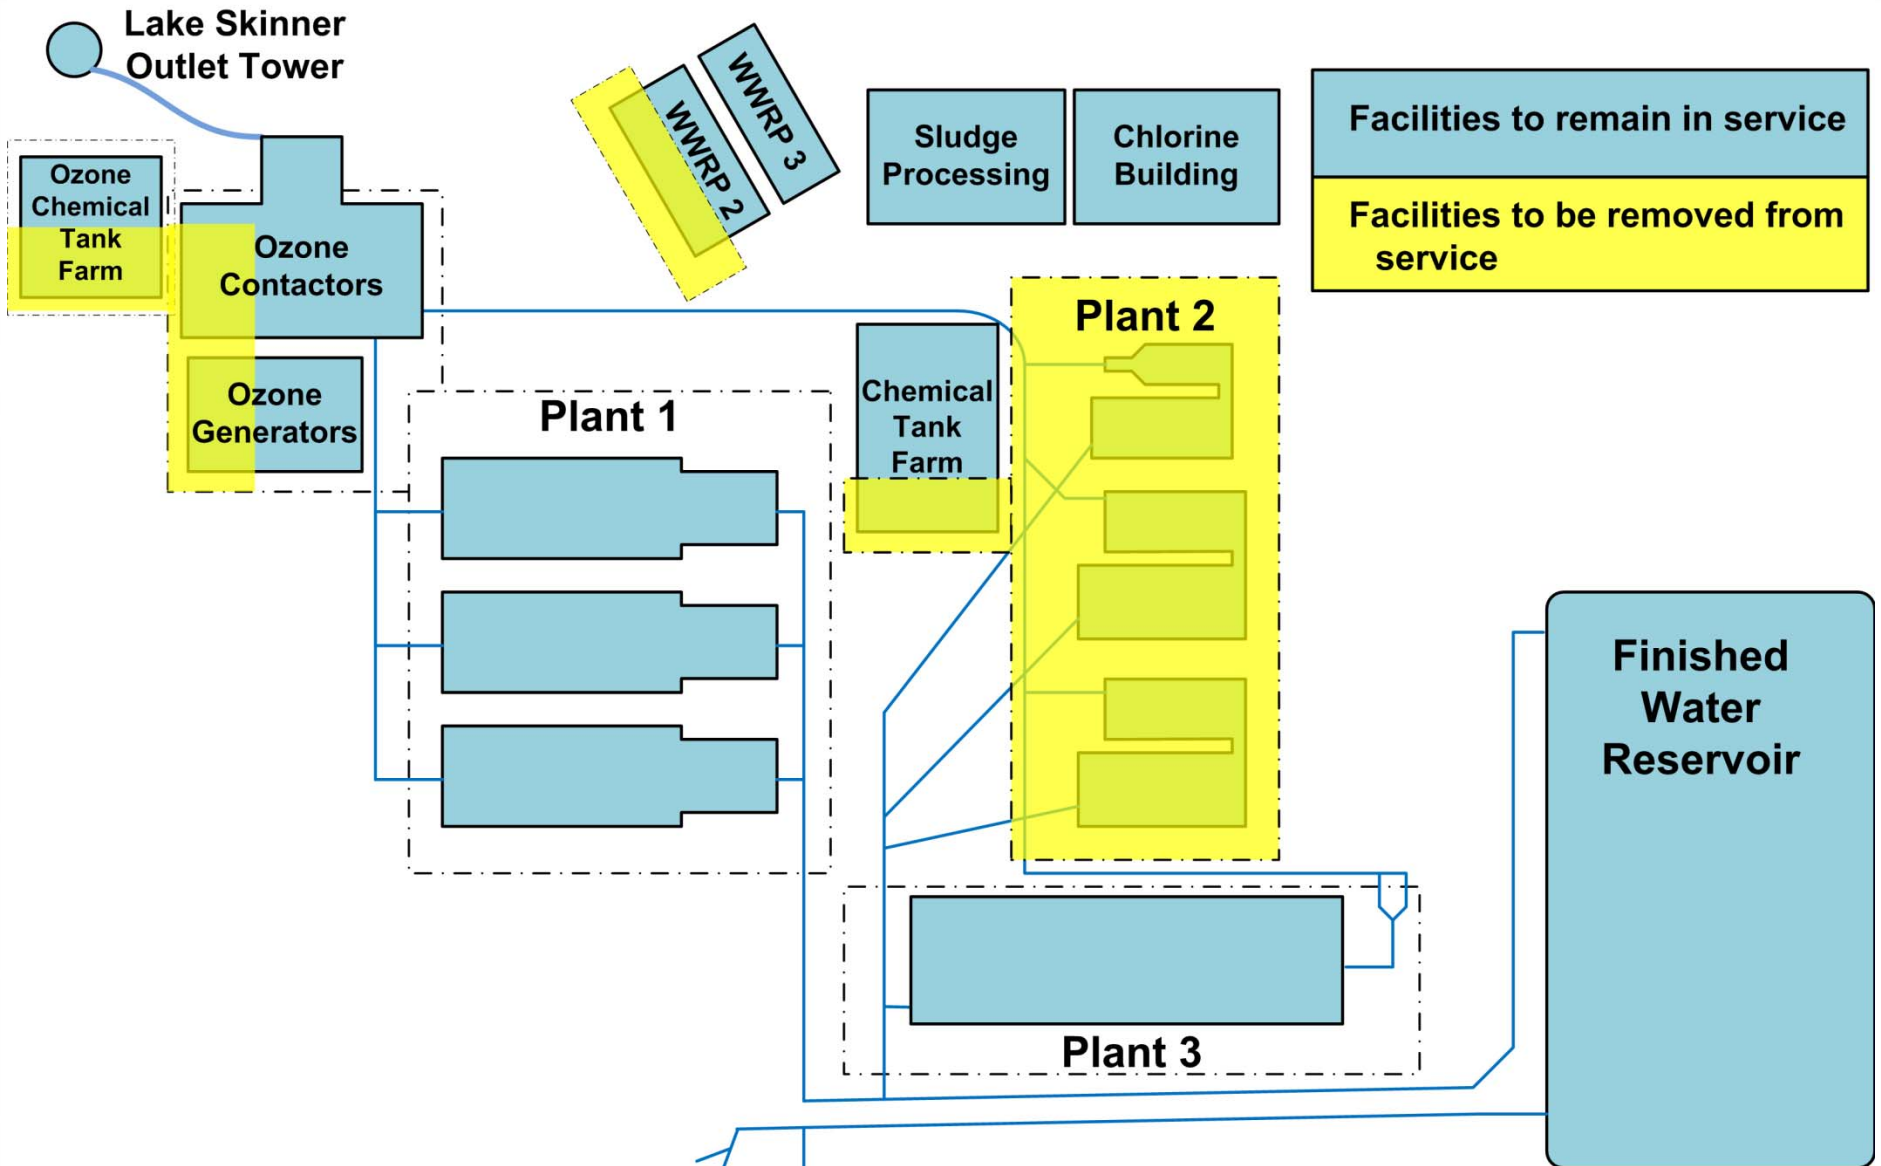 Lake Skinner
Outlet Tower
WWRP 3
WWRP 2
Sludge
Processing
Chlorine
Building
Facilities to remain in service
Facilities to be removed from
service
Ozone
Chemical
Tank
Farm
Ozone
Contactors
Ozone
Generators
Plant 1
Chemical
Tank
Farm
Plant 2
Finished
Water
Reservoir
Plant 3